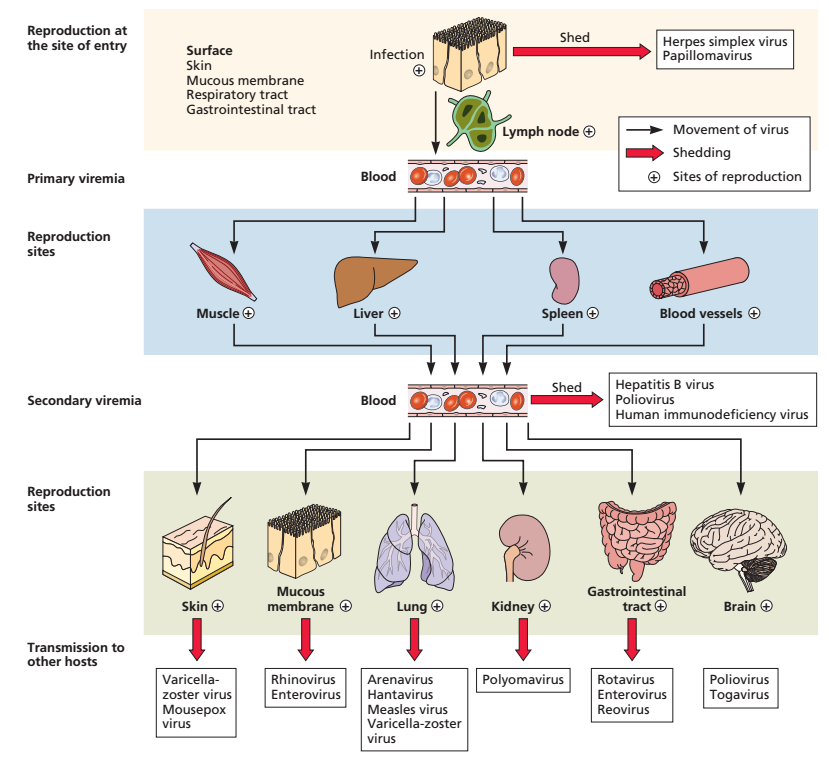 Reproduction at
the site of entry
Surface
Skin
Mucous membrane
Respiratory tract
Gastrointestinal tract
Infection
Shed
Herpes simplex virus
Papillomavirus
Lymph node
Movement of virus
Shedding
Sites of reproduction
Primary viremia
Blood
Reproduction
sites
Muscle
Liver
Spleen
Blood vessels
Secondary viremia
Blood
Shed
Hepatitis B virus
Poliovirus
Human immunodeficiency virus
Reproduction
sites
Skin
Mucous
membrane
Lung
Kidney
Gastrointestinal
tract
Brain
Transmission to
other hosts
Varicella-
zoster virus
Mousepox
virus
Rhinovirus
Enterovirus
Arenavirus
Hantavirus
Measles virus
Varicella-zoster
virus
Polyomavirus
Rotavirus
Enterovirus
Reovirus
Poliovirus
Togavirus